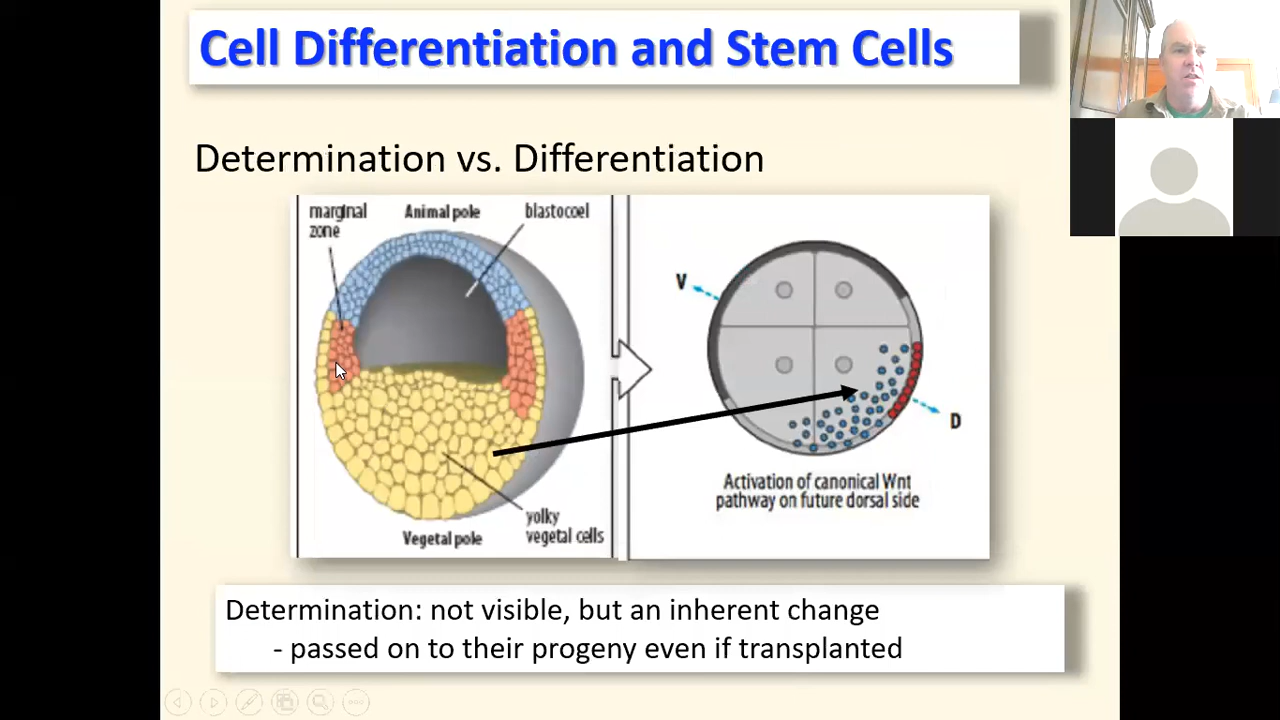 Cell Differentiation and Stem Cells
Determination vs. Differentiation
marginal
zone
Animal pole
blastocoel
yolky
vegetal cells
Vegetal pole
V
D
Activation of canonical Wnt
pathway on future dorsal side
Determination: not visible, but an inherent change
- passed on to their progeny even if transplanted